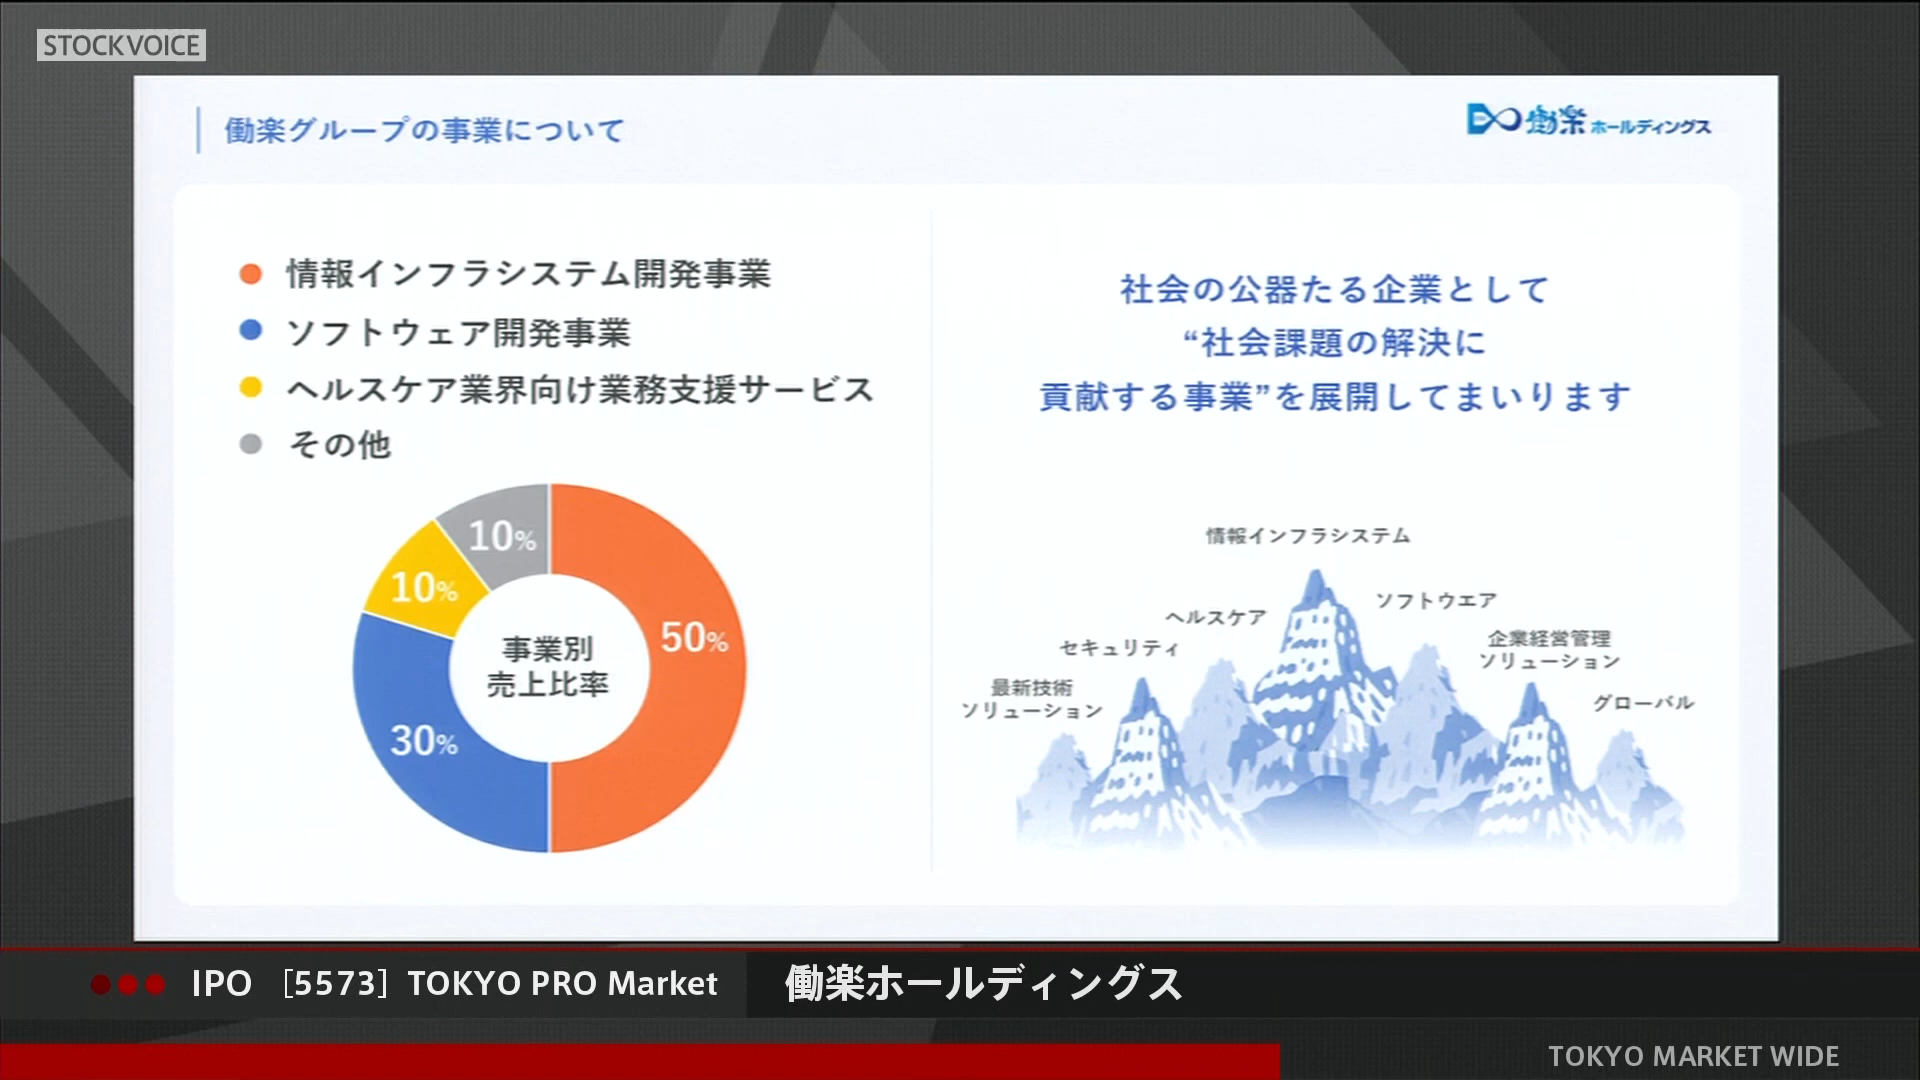 STOCKVOICE
働楽グループの事業について
働楽ホールディングス
情報インフラシステム開発事業
ソフトウェア開発事業
ヘルスケア業界向け業務支援サービス
その他
10%
10%
50%
30%
事業別
売上比率
社会の公器たる企業として
“社会課題の解決に
貢献する事業”を展開してまいります
情報インフラシステム
ソフトウエア
ヘルスケア
企業経営管理
ソリューション
セキュリティ
最新技術
ソリューション
グローバル
IPO [5573] TOKYO PRO Market
働楽ホールディングス
TOKYO MARKET WIDE